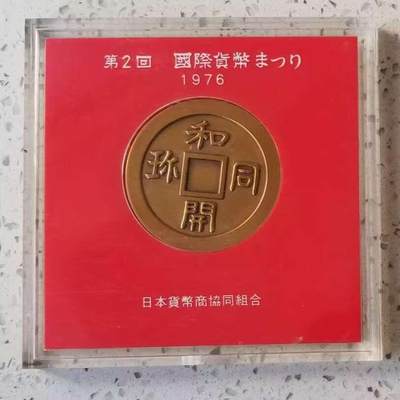 第2回 國際貨幣まつり
1976
和
珎 同
開
日本貨幣商協同組合